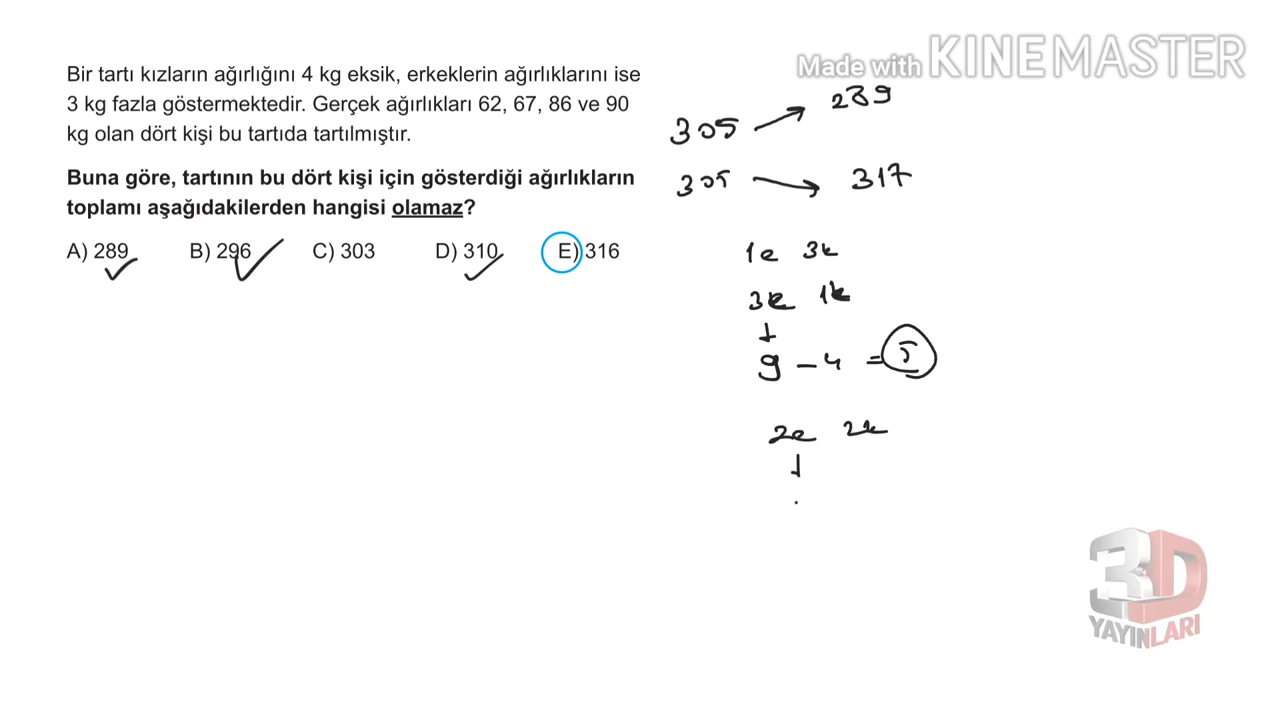 Made with KINEMASTER
Bir tartı kızların ağırlığını 4 kg eksik, erkeklerin ağırlıklarını ise
3 kg fazla göstermektedir. Gerçek ağırlıkları 62, 67, 86 ve 90
kg olan dört kişi bu tartıda tartılmıştır.
Buna göre, tartının bu dört kişi için gösterdiği ağırlıkların
toplamı aşağıdakilerden hangisi olamaz?
A) 289 B) 296 C) 303 D) 310 E) 316
305 → 289
305 → 317
1e 3k
3e 1k
9 - 4 = 5
2e 2k
3D
YAYINLARI